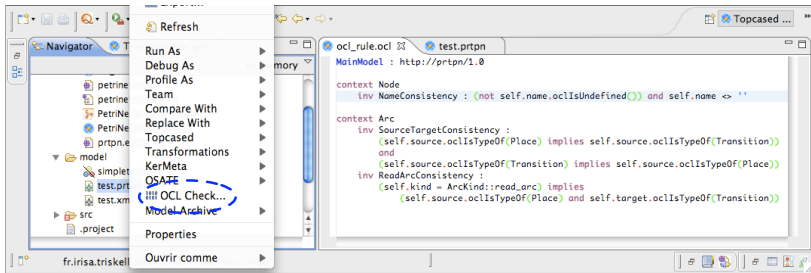 Refresh
Topcased ...
Navigator
T
ocl_rule.ocl
test.prtpn
MainModel : http://prtpn/1.0
mory
Run As
Debug As
Profile As
Team
Compare With
Replace With
Topcased
Transformations
KerMeta
OSATE
OCL Check...
Model Archive
Properties
Ouvrir comme
petrine
petrine
PetriNe
PetriNe
prtpn.e
model
simplet
test.prt
test.xm
src
.project
fr.irisa.triskell
context Node
inv NameConsistency : (not self.name.oclIsUndefined()) and self.name <> ''
context Arc
inv SourceTargetConsistency :
(self.source.oclIsTypeOf(Place) implies self.source.oclIsTypeOf(Transition))
and
(self.source.oclIsTypeOf(Transition) implies self.source.oclIsTypeOf(Place))
inv ReadArcConsistency :
(self.kind = ArcKind::read_arc) implies
(self.source.oclIsTypeOf(Place) and self.target.oclIsTypeOf(Transition))